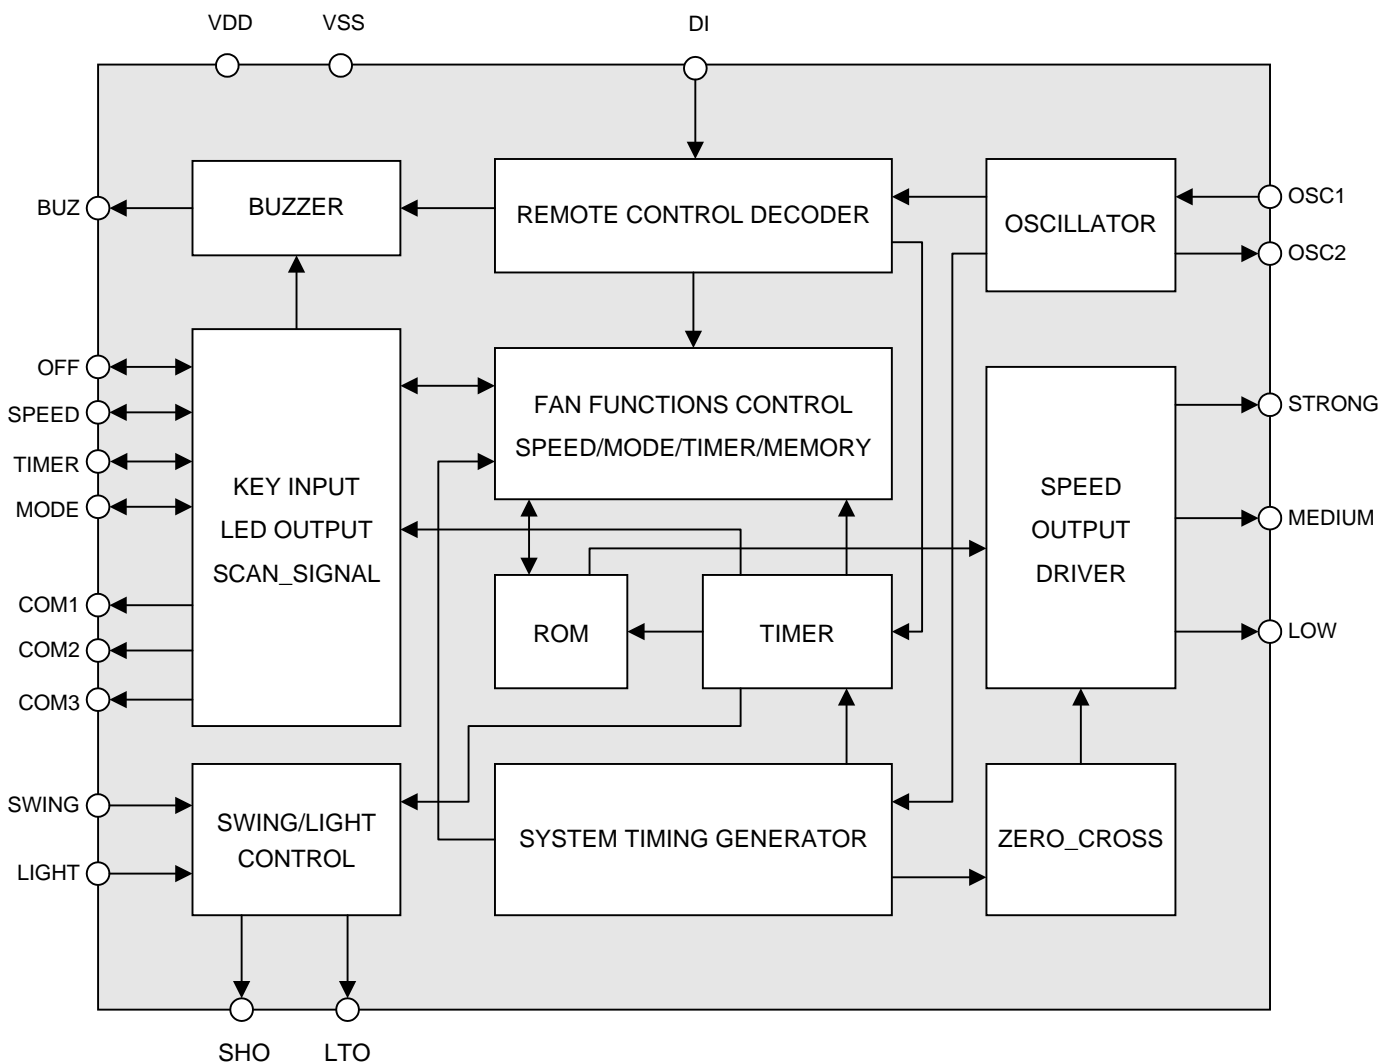 VDD
VSS
DI
BUZ
BUZZER
REMOTE CONTROL DECODER
OSCILLATOR
OSC1
OSC2
OFF
SPEED
TIMER
MODE
COM1
COM2
COM3
KEY INPUT
LED OUTPUT
SCAN_SIGNAL
FAN FUNCTIONS CONTROL
SPEED/MODE/TIMER/MEMORY
ROM
TIMER
SPEED
OUTPUT
DRIVER
STRONG
MEDIUM
LOW
SWING
LIGHT
SWING/LIGHT
CONTROL
SYSTEM TIMING GENERATOR
ZERO_CROSS
SHO
LTO